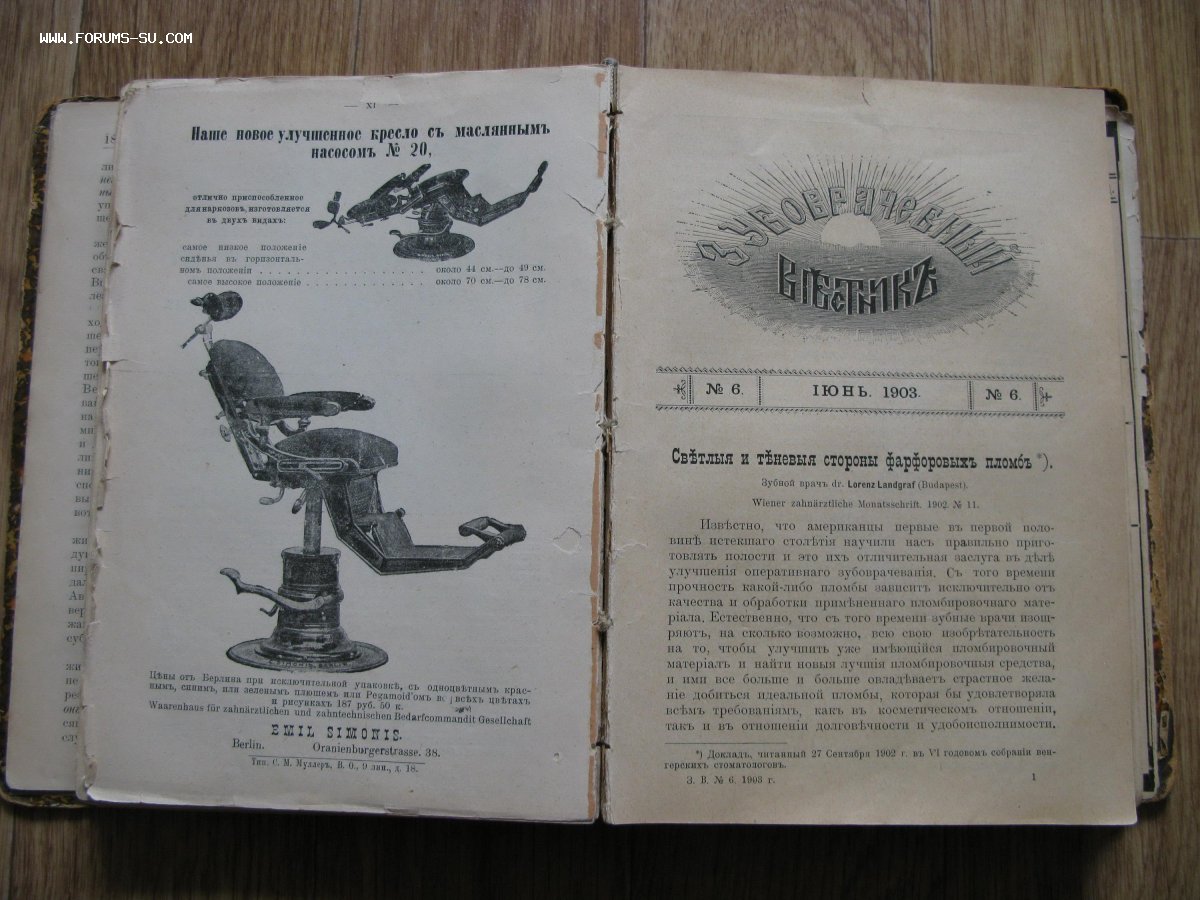 WWW.FORUMS-SU.COM
— XI —
Наше новое улучшенное кресло съ маслянымъ
насосомъ № 20,
отлично приспособленное
для наркозовъ, изготовляется
въ двухъ видахъ:
самое низкое положеніе
сидѣнья въ горизонталь-
номъ положеніи . . . . . . . . . . . . . . . . около 44 см.—до 49 см.
самое высокое положеніе . . . . . . . . . . . . . около 70 см.—до 78 см.
Цѣны отъ Берлина при исключительной упаковкѣ, съ одноцвѣтнымъ крас-
нымъ, синимъ, или зеленымъ плюшемъ или Pegamoid'омъ во всѣхъ цвѣтахъ
и рисункахъ 187 руб. 50 к.
Waarenhaus für zahnärztlichen und zahntechnischen Bedarfcommandit Gesellschaft
EMIL SIMONIS.
Berlin. Oranienburgerstrasse. 38.
Тип. С. М. Муллеръ, В. О., 9 лин., д. 18.
ЗУБОВРАЧЕБНЫЙ
ВѢСТНИКЪ
№ 6. ІЮНЬ. 1903. № 6.
Свѣтлыя и тѣневыя стороны фарфоровыхъ пломбъ *).
Зубной врачъ dr. Lorenz Landgraf (Budapest).
Wiener zahnärztliche Monatsschrift. 1902. № 11.
Извѣстно, что американцы первые въ первой поло-
винѣ истекшаго столѣтія научили насъ правильно приго-
товлять полости и это ихъ отличительная заслуга въ дѣлѣ
улучшенія оперативнаго зубоврачеванія. Съ того времени
прочность какой-либо пломбы зависитъ исключительно отъ
качества и обработки примѣненнаго пломбировочнаго мате-
ріала. Естественно, что съ того времени зубные врачи изощ-
ряютъ, на сколько возможно, всю свою изобрѣтательность
на то, чтобы улучшить уже имѣющійся пломбировочный
матеріалъ и найти новыя лучшія пломбировочныя средства,
и ими все больше и больше овладѣваетъ страстное жела-
ніе добиться идеальной пломбы, которая бы удовлетворяла
всѣмъ требованіямъ, какъ въ косметическомъ отношеніи,
такъ и въ отношеніи долговѣчности и удобоисполнимости.
*) Докладъ, читанный 27 Сентября 1902 г. въ VI годовомъ собраніи вен-
герскихъ стоматологовъ.
З. В. № 6. 1903 г. 1